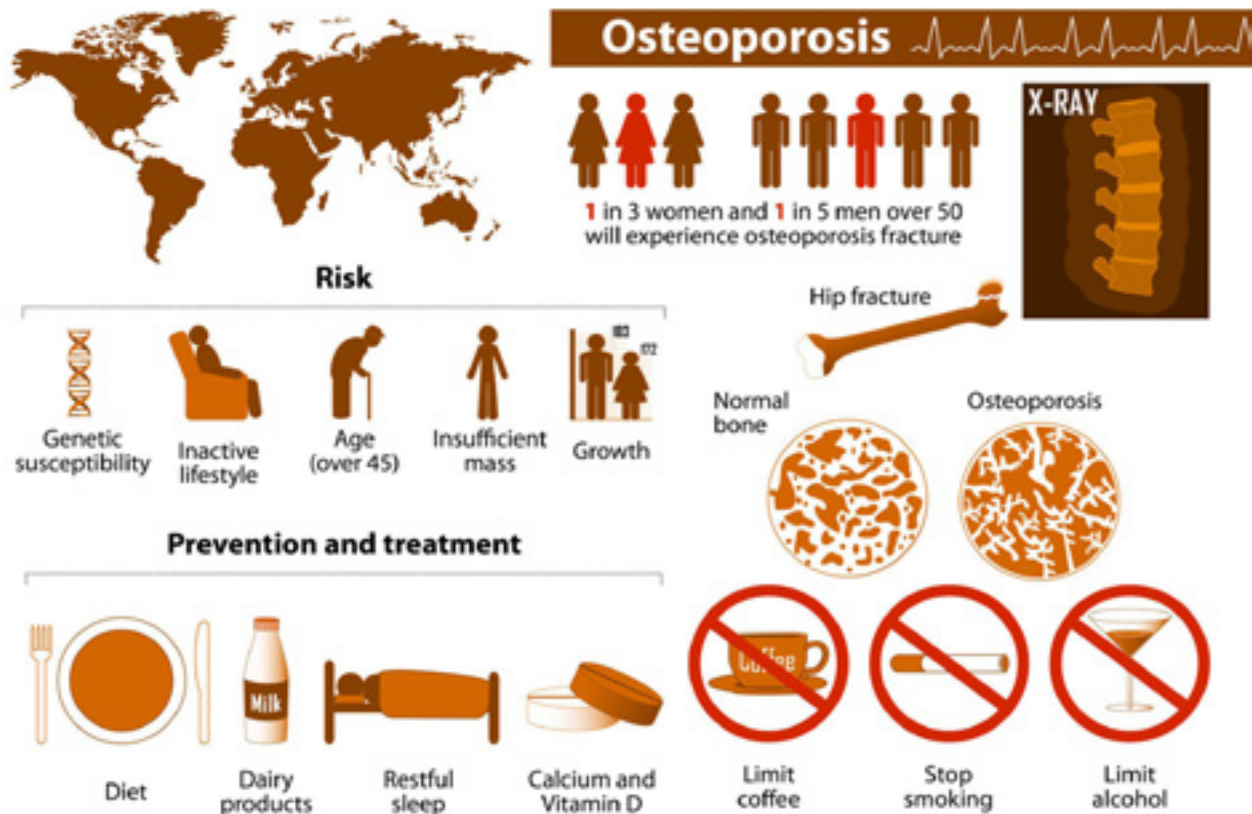 Osteoporosis
X-RAY
1 in 3 women and 1 in 5 men over 50
will experience osteoporosis fracture
Risk
183
172
Genetic
susceptibility
Inactive
lifestyle
Age
(over 45)
Insufficient
mass
Growth
Hip fracture
Normal
bone
Osteoporosis
Prevention and treatment
Milk
Coffee
Diet
Dairy
products
Restful
sleep
Calcium and
Vitamin D
Limit
coffee
Stop
smoking
Limit
alcohol